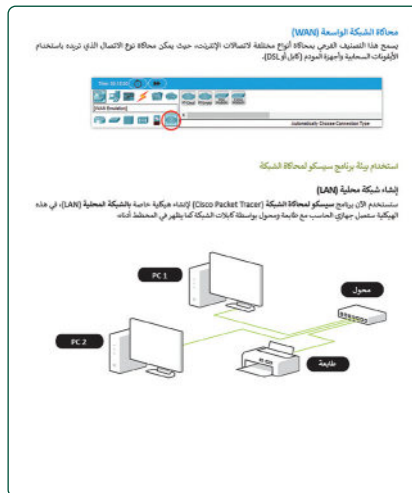 محاكاة الشبكة الواسعة (WAN)
يسمح هذا التصنيف الفرعي بمحاكاة أنواع مختلفة لاتصالات الإنترنت، حيث يمكن محاكاة نوع الاتصال الذي تريده باستخدام
الأيقونات السحابية وأجهزة المودم (كابل أو DSL).
[WAN Emulation]
Automatically Choose Connection Type
استخدام بيئة برنامج سيسكو لمحاكاة الشبكة
إنشاء شبكة محلية (LAN)
ستستخدم الآن برنامج سيسكو لمحاكاة الشبكة (Cisco Packet Tracer) لإنشاء هيكلية خاصة بالشبكة المحلية (LAN)، في هذه
الهيكلية ستصل جهازي الحاسب مع طابعة ومحول بواسطة كابلات الشبكة كما يظهر في المخطط أدناه.
PC 1
محول
PC 2
طابعة